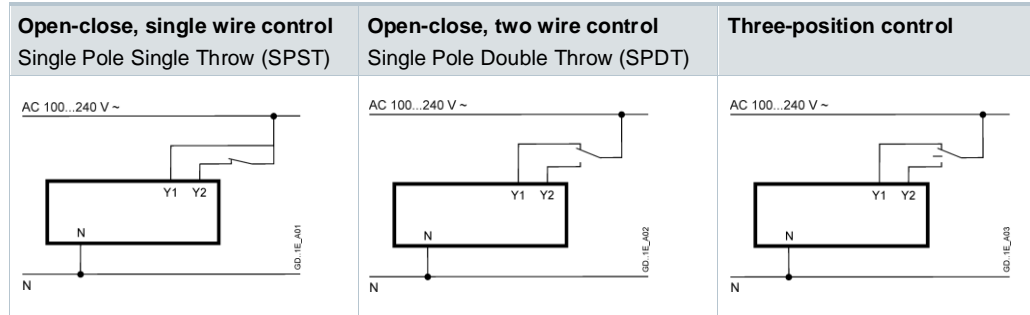 Open-close, single wire control
Single Pole Single Throw (SPST)
Open-close, two wire control
Single Pole Double Throw (SPDT)
Three-position control
AC 100...240 V ~
Y1 Y2
N
GD..1E_A01
N
AC 100...240 V ~
Y1 Y2
N
GD..1E_A02
N
AC 100...240 V ~
Y1 Y2
N
GD..1E_A03
N